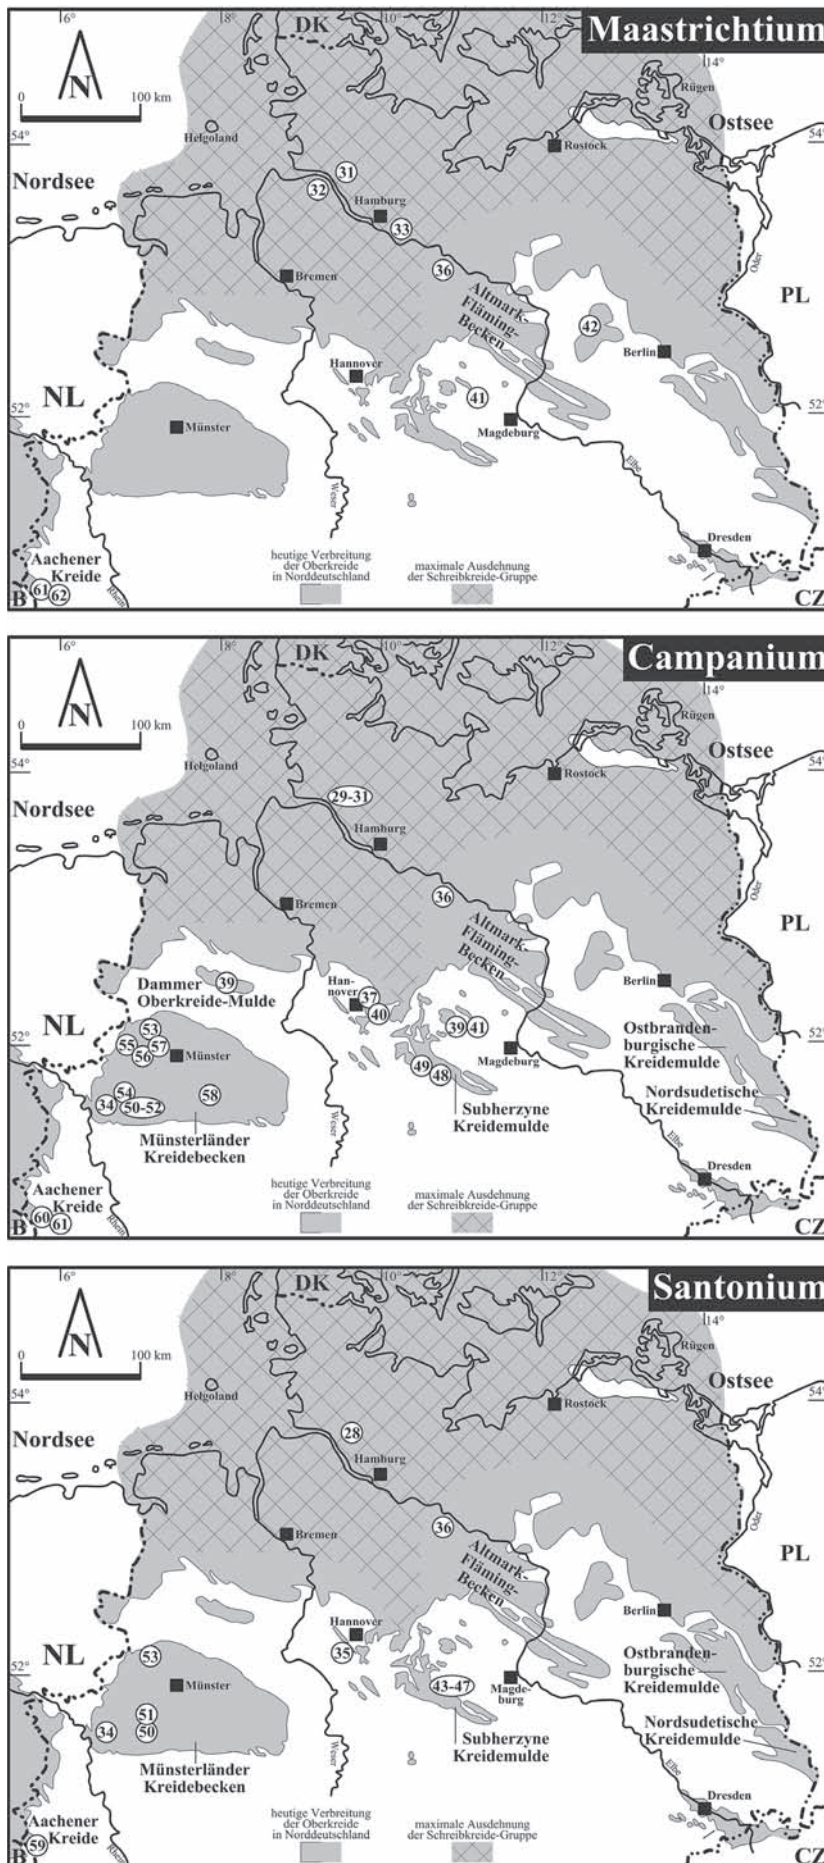 Maastrichtium
6°
8°
DK
10°
12°
14°
N
0
100 km
Rügen
Ostsee
54°
54°
Helgoland
Rostock
Nordsee
31
32
Hamburg
33
36
Oder
Bremen
PL
Altmark-
Fläming-
Becken
42
Berlin
Hannover
NL
41
52°
52°
Münster
Magdeburg
Elbe
Weser
Dresden
heutige Verbreitung
der Oberkreide
in Norddeutschland
maximale Ausdehnung
der Schreibkreide-Gruppe
Aachener
Kreide
B
61
62
Rhein
CZ
Campanium
6°
8°
DK
10°
12°
14°
N
0
100 km
Rügen
Ostsee
54°
54°
Helgoland
Rostock
Nordsee
29-31
Hamburg
36
Oder
Bremen
PL
Altmark-
Fläming-
Becken
Dammer
Oberkreide-Mulde
39
Han-
nover
37
40
Berlin
NL
53
55
57
56
Münster
39
41
Magdeburg
Ostbranden-
burgische
Kreidemulde
52°
52°
49
48
54
34
50-52
58
Nordsudetische
Kreidemulde
Subherzyne
Kreidemulde
Münsterländer
Kreidebecken
Elbe
Weser
Dresden
heutige Verbreitung
der Oberkreide
in Norddeutschland
maximale Ausdehnung
der Schreibkreide-Gruppe
Aachener
Kreide
B
60
61
Rhein
CZ
Santonium
6°
8°
DK
10°
12°
14°
N
0
100 km
Rügen
Ostsee
54°
54°
Helgoland
Rostock
Nordsee
28
Hamburg
36
Oder
Bremen
PL
Altmark-
Fläming-
Becken
Hannover
35
Berlin
NL
53
Münster
43-47
Magde-
burg
Ostbranden-
burgische
Kreidemulde
52°
52°
51
34
50
Nordsudetische
Kreidemulde
Subherzyne
Kreidemulde
Münsterländer
Kreidebecken
Elbe
Weser
Dresden
heutige Verbreitung
der Oberkreide
in Norddeutschland
maximale Ausdehnung
der Schreibkreide-Gruppe
Aachener
Kreide
B
59
Rhein
CZ